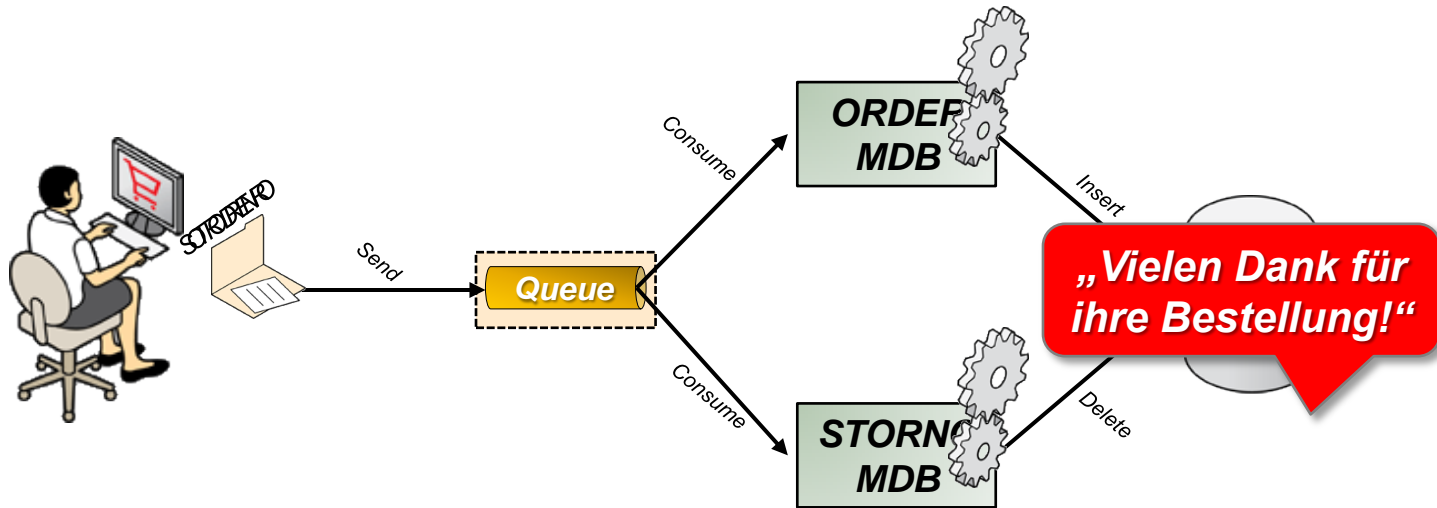 ORDER
MDB
Consume
Insert
Send
Queue
„Vielen Dank für
ihre Bestellung!“
Consume
Delete
STORNO
MDB